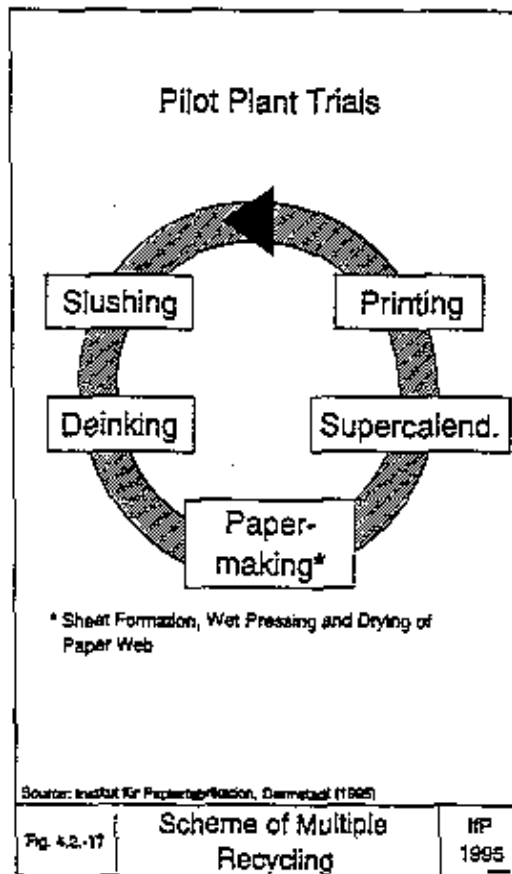 Pilot Plant Trials
Slushing
Printing
Deinking
Supercalend.
Paper-
making*
* Sheet Formation, Wet Pressing and Drying of
Paper Web
Source: Institut für Papierfabrikation, Darmstadt (1995)
Fig. 4.2.-17
Scheme of Multiple
Recycling
IfP
1995